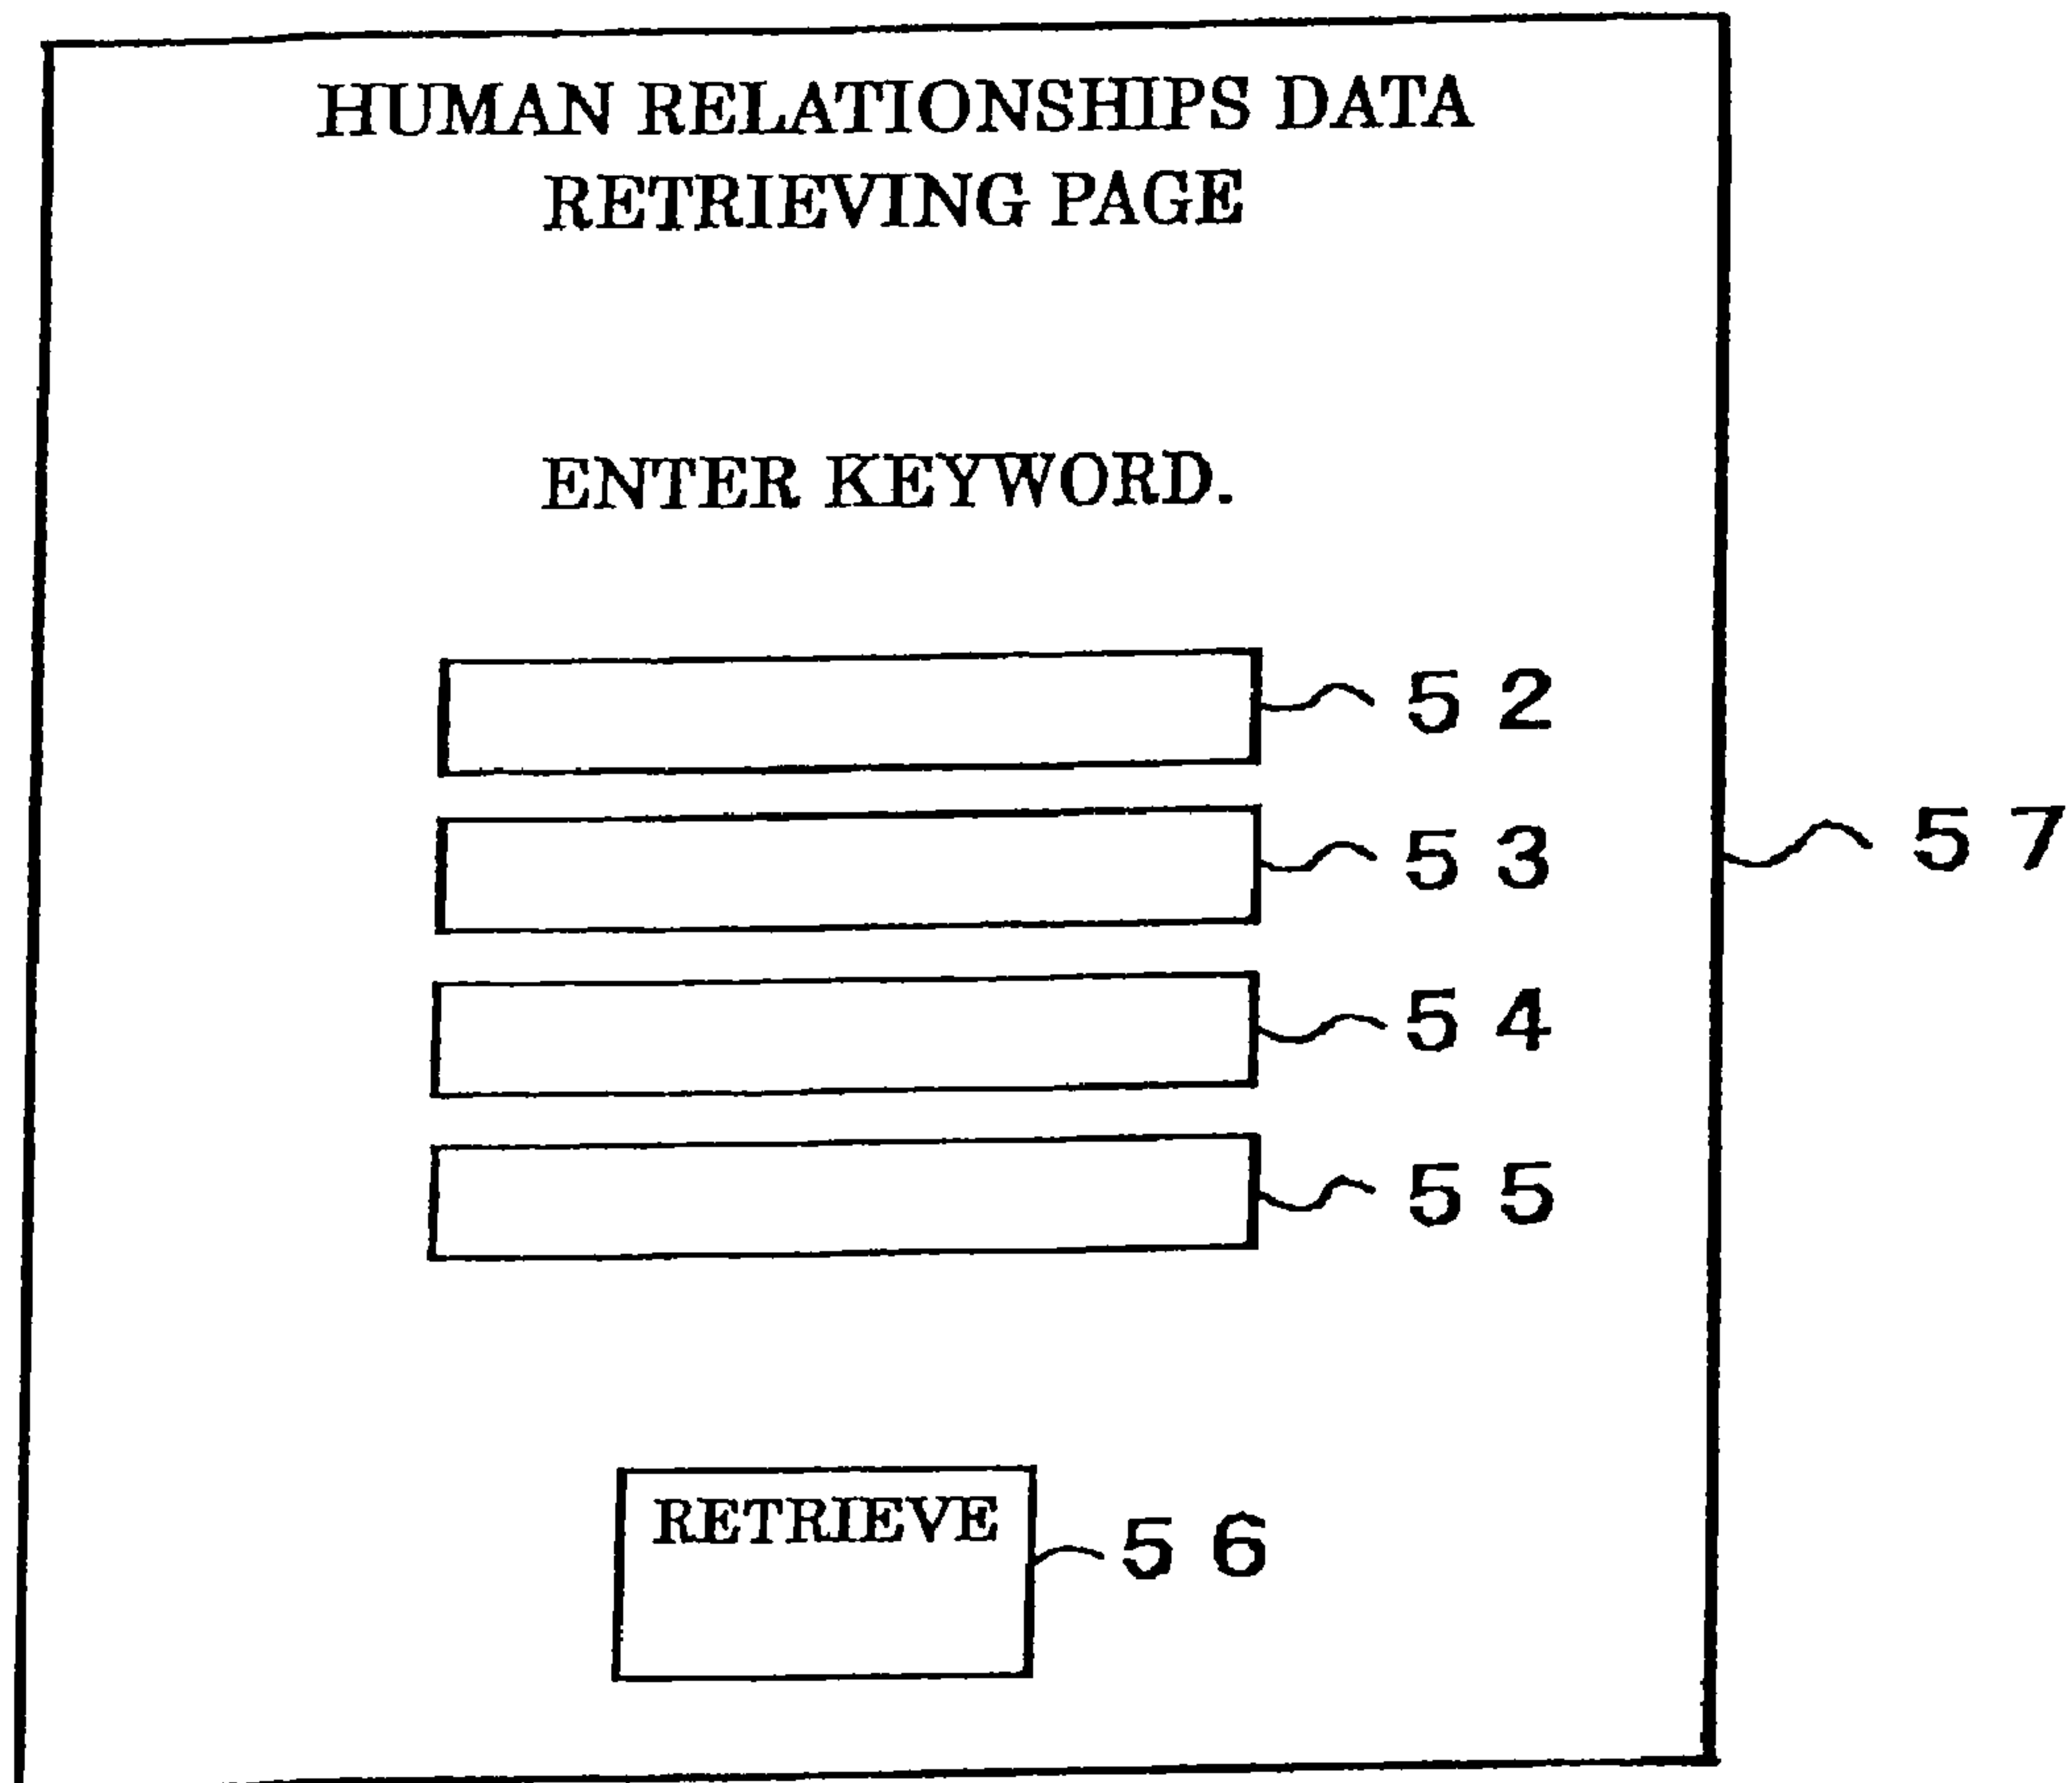 HUMAN RELATIONSHIPS DATA
RETRIEVING PAGE
ENTER KEYWORD.
52
53
57
54
55
RETRIEVE
56